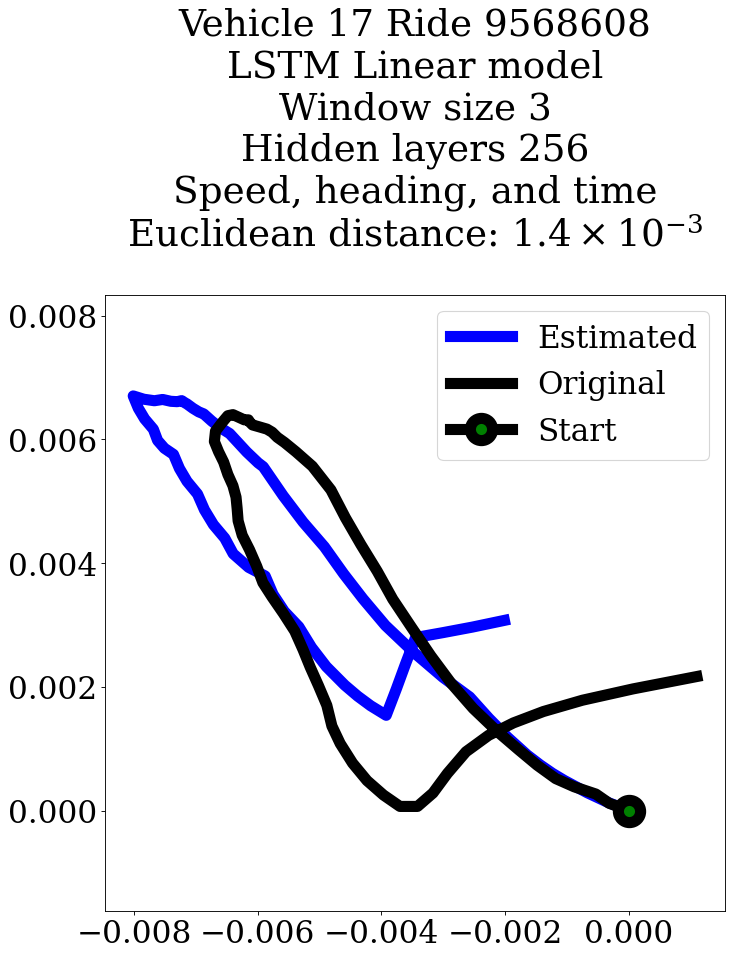 Vehicle 17 Ride 9568608
LSTM Linear model
Window size 3
Hidden layers 256
Speed, heading, and time
Euclidean distance: 1.4 × 10⁻³
0.008
0.006
0.004
0.002
0.000
Estimated
Original
Start
−0.008 −0.006 −0.004 −0.002 0.000